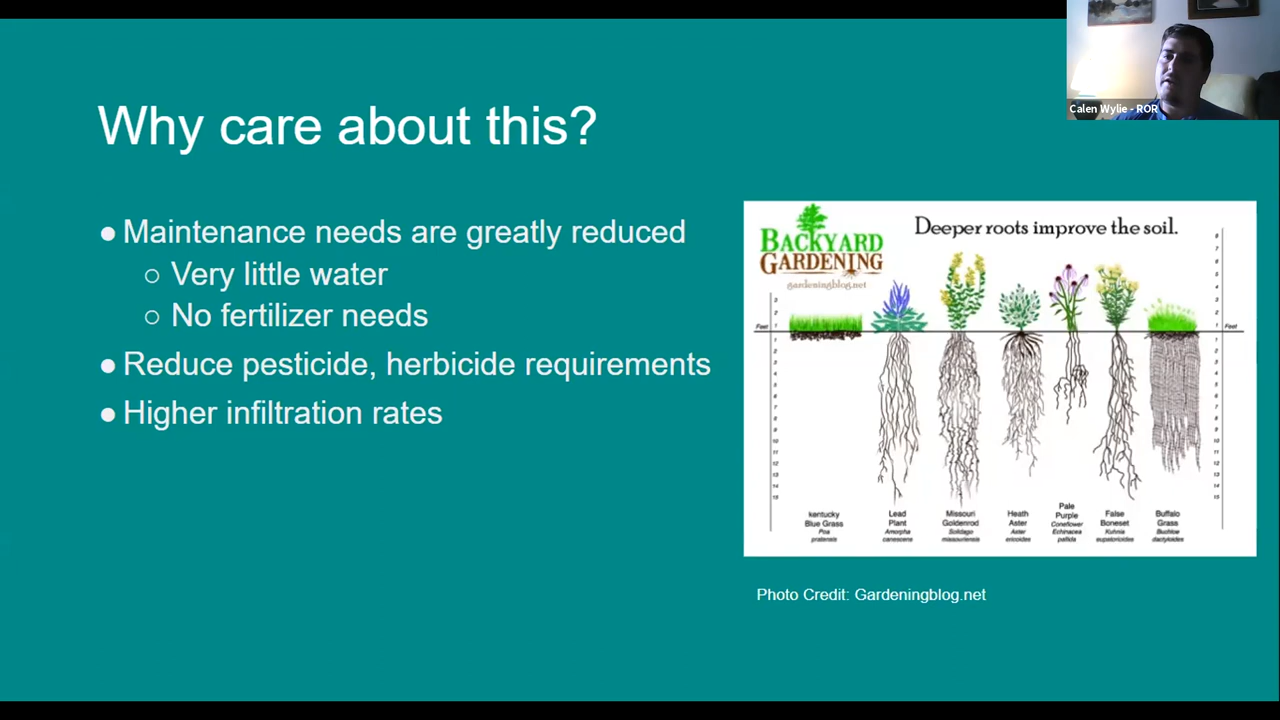 Why care about this?
● Maintenance needs are greatly reduced
○ Very little water
○ No fertilizer needs
● Reduce pesticide, herbicide requirements
● Higher infiltration rates
Calen Wylie - ROR
BACKYARD
GARDENING
gardeningblog.net
Deeper roots improve the soil.
Feet
Feet
kentucky
Blue Grass
Poa
pratensis
Lead
Plant
Amorpha
canescens
Missouri
Goldenrod
Solidago
missouriensis
Heath
Aster
Aster
ericoides
Pale
Purple
Coneflower
Echinacea
pallida
False
Boneset
Kuhnia
eupatorioides
Buffalo
Grass
Buchloe
dactyloides
Photo Credit: Gardeningblog.net